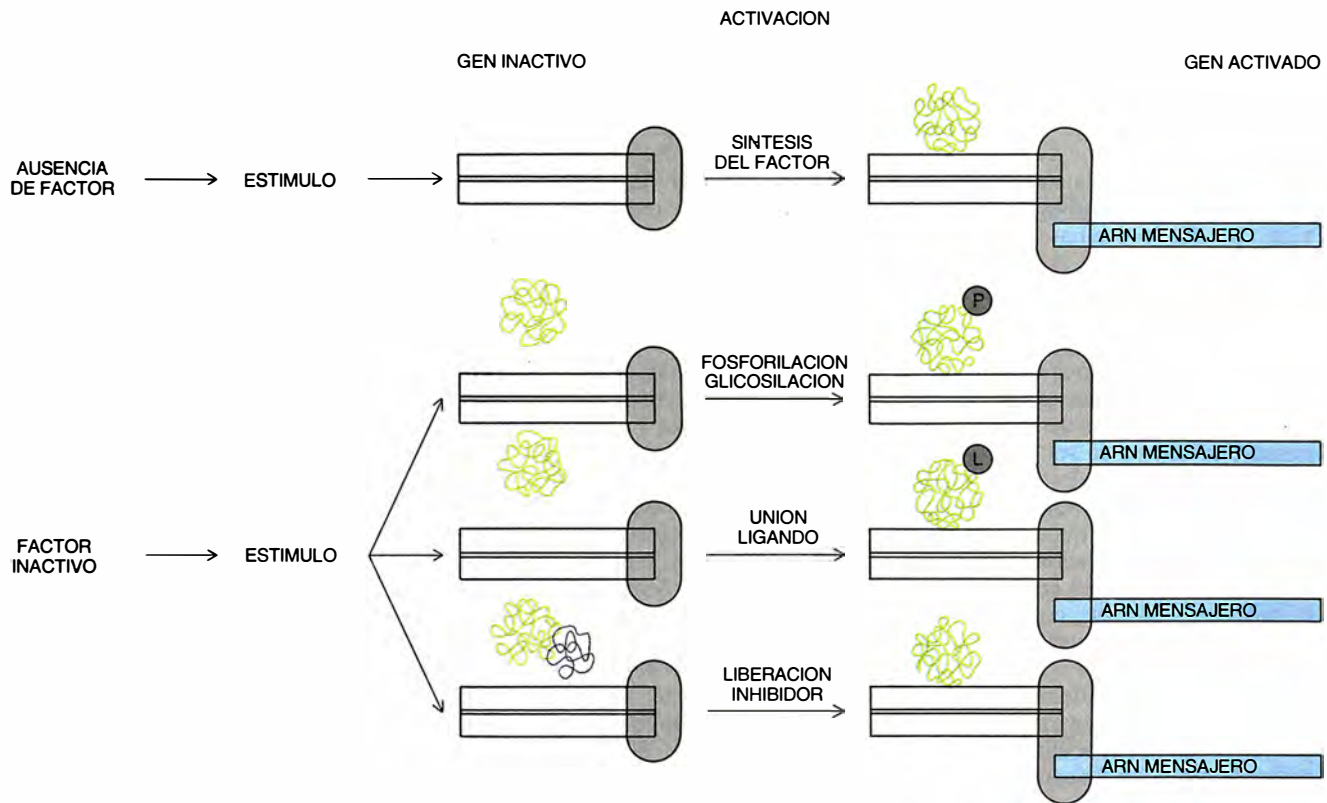 ACTIVACION
GEN INACTIVO
GEN ACTIVADO
AUSENCIA
DE FACTOR
ESTIMULO
SINTESIS
DEL FACTOR
ARN MENSAJERO
P
FOSFORILACION
GLICOSILACION
ARN MENSAJERO
FACTOR
INACTIVO
ESTIMULO
L
UNION
LIGANDO
ARN MENSAJERO
LIBERACION
INHIBIDOR
ARN MENSAJERO